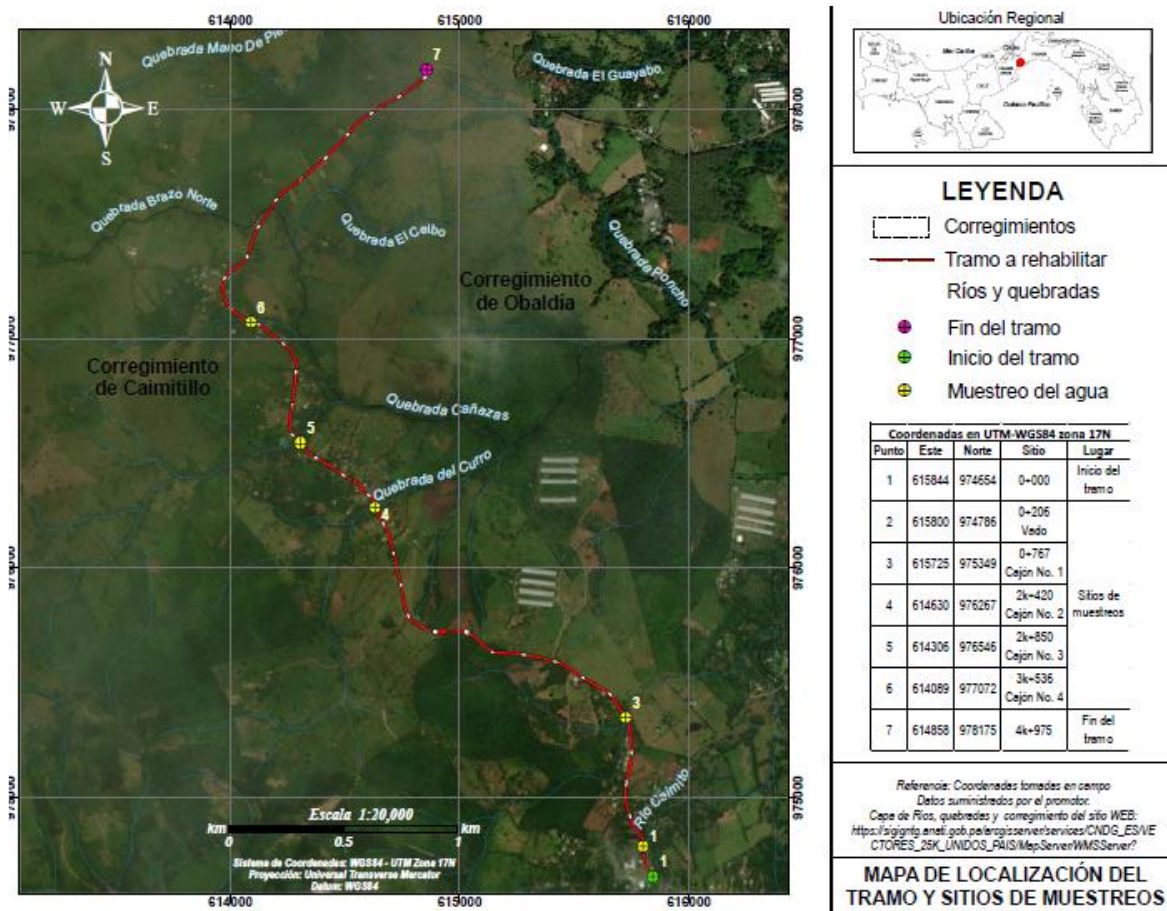 614000 615000 616000
Quebrada Mano De
7
Quebrada El Guayabo
N
W E
S
978000 978000
Quebrada Brazo Norte
Quebrada El Ceibo
Quebrada Poncho
Corregimiento
de Obaldía
6
977000 977000
Corregimiento
de Caimitillo
Quebrada Cañazas
5
Quebrada del Curro
4
976000 976000
3
Río Caimito
975000 975000
Escala 1:20,000
km km
0 0.5 1
1
1
Sistema de Coordenadas: WGS84 - UTM Zona 17N
Proyección: Universal Transverse Mercator
Datum: WGS84
614000 615000 616000
Ubicación Regional
Mar Caribe
Océano Pacífico
LEYENDA
Corregimientos
Tramo a rehabilitar
Ríos y quebradas
Fin del tramo
Inicio del tramo
Muestreo del agua
Coordenadas en UTM-WGS84 zona 17N
Punto Este Norte Sitio Lugar
1 615844 974654 0+000 Inicio del tramo
2 615800 974786 0+206 Vado
3 615725 975349 0+767 Cajón No. 1
4 614630 976267 2k+420 Cajón No. 2 Sitios de muestreos
5 614306 976546 2k+850 Cajón No. 3
6 614089 977072 3k+536 Cajón No. 4
7 614858 978175 4k+975 Fin del tramo
Referencia: Coordenadas tomadas en campo
Datos suministrados por el promotor.
Capa de Ríos, quebradas y corregimiento del sitio WEB:
https://sigigntg.anati.gob.pa/arcgisserver/services/CNDG_ES/VE
CTORES_25K_UNIDOS_PAIS/MapServer/WMSServer?
MAPA DE LOCALIZACIÓN DEL
TRAMO Y SITIOS DE MUESTREOS